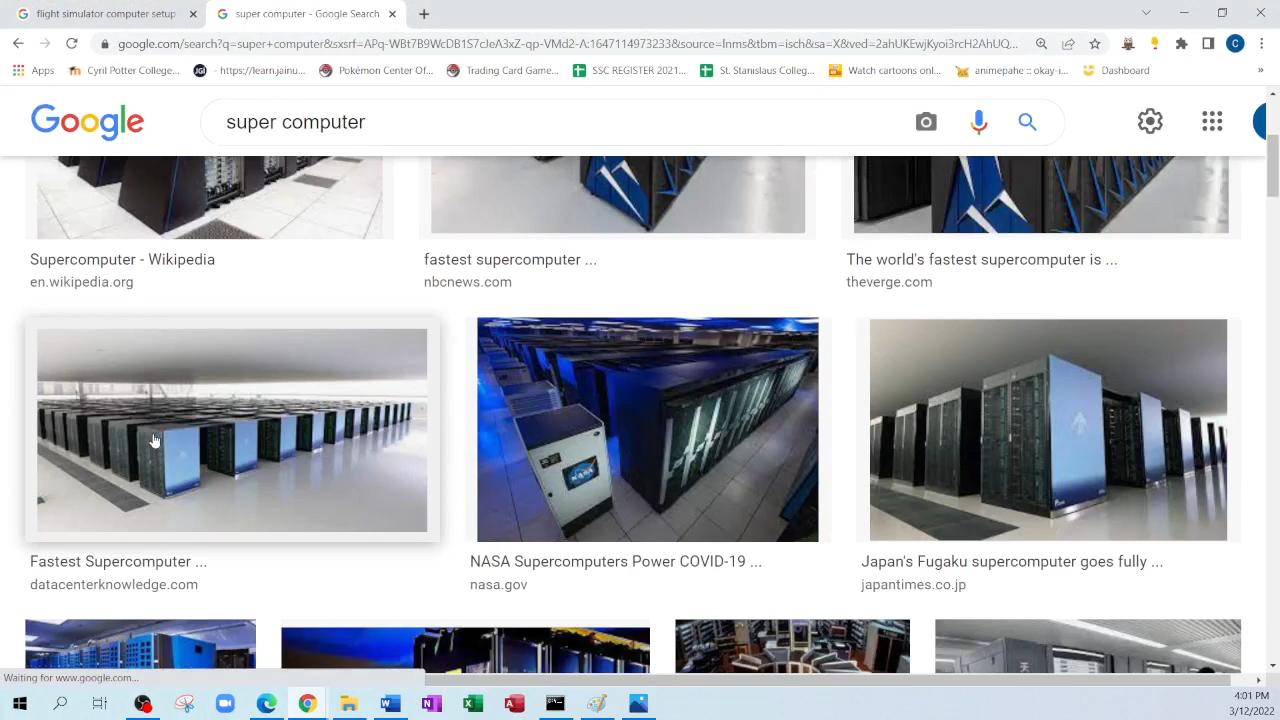 flight simulator computer setup
super computer - Google Search
google.com/search?q=super+computer&sxsrf=APq-WBt7B9WcD81S7uteA3xZ-qpVMd2-A:1647114973233&source=lnms&tbm=isch&sa=X&ved=2ahUKEwjKyoi3rcH2AhUQ...
Apps
Cyril Potter College...
- https://learn.jainu...
Pokémon Center Of...
Trading Card Game...
SSC REGISTER 2021...
St. Stanislaus Colleg...
Watch cartoons onl...
animepahe :: okay-i...
Dashboard
»
Google
super computer
Supercomputer - Wikipedia
en.wikipedia.org
fastest supercomputer ...
nbcnews.com
The world's fastest supercomputer is ...
theverge.com
NASA
Fastest Supercomputer ...
datacenterknowledge.com
NASA Supercomputers Power COVID-19 ...
nasa.gov
Japan's Fugaku supercomputer goes fully ...
japantimes.co.jp
Waiting for www.google.com...
4:01 PM
3/12/2022